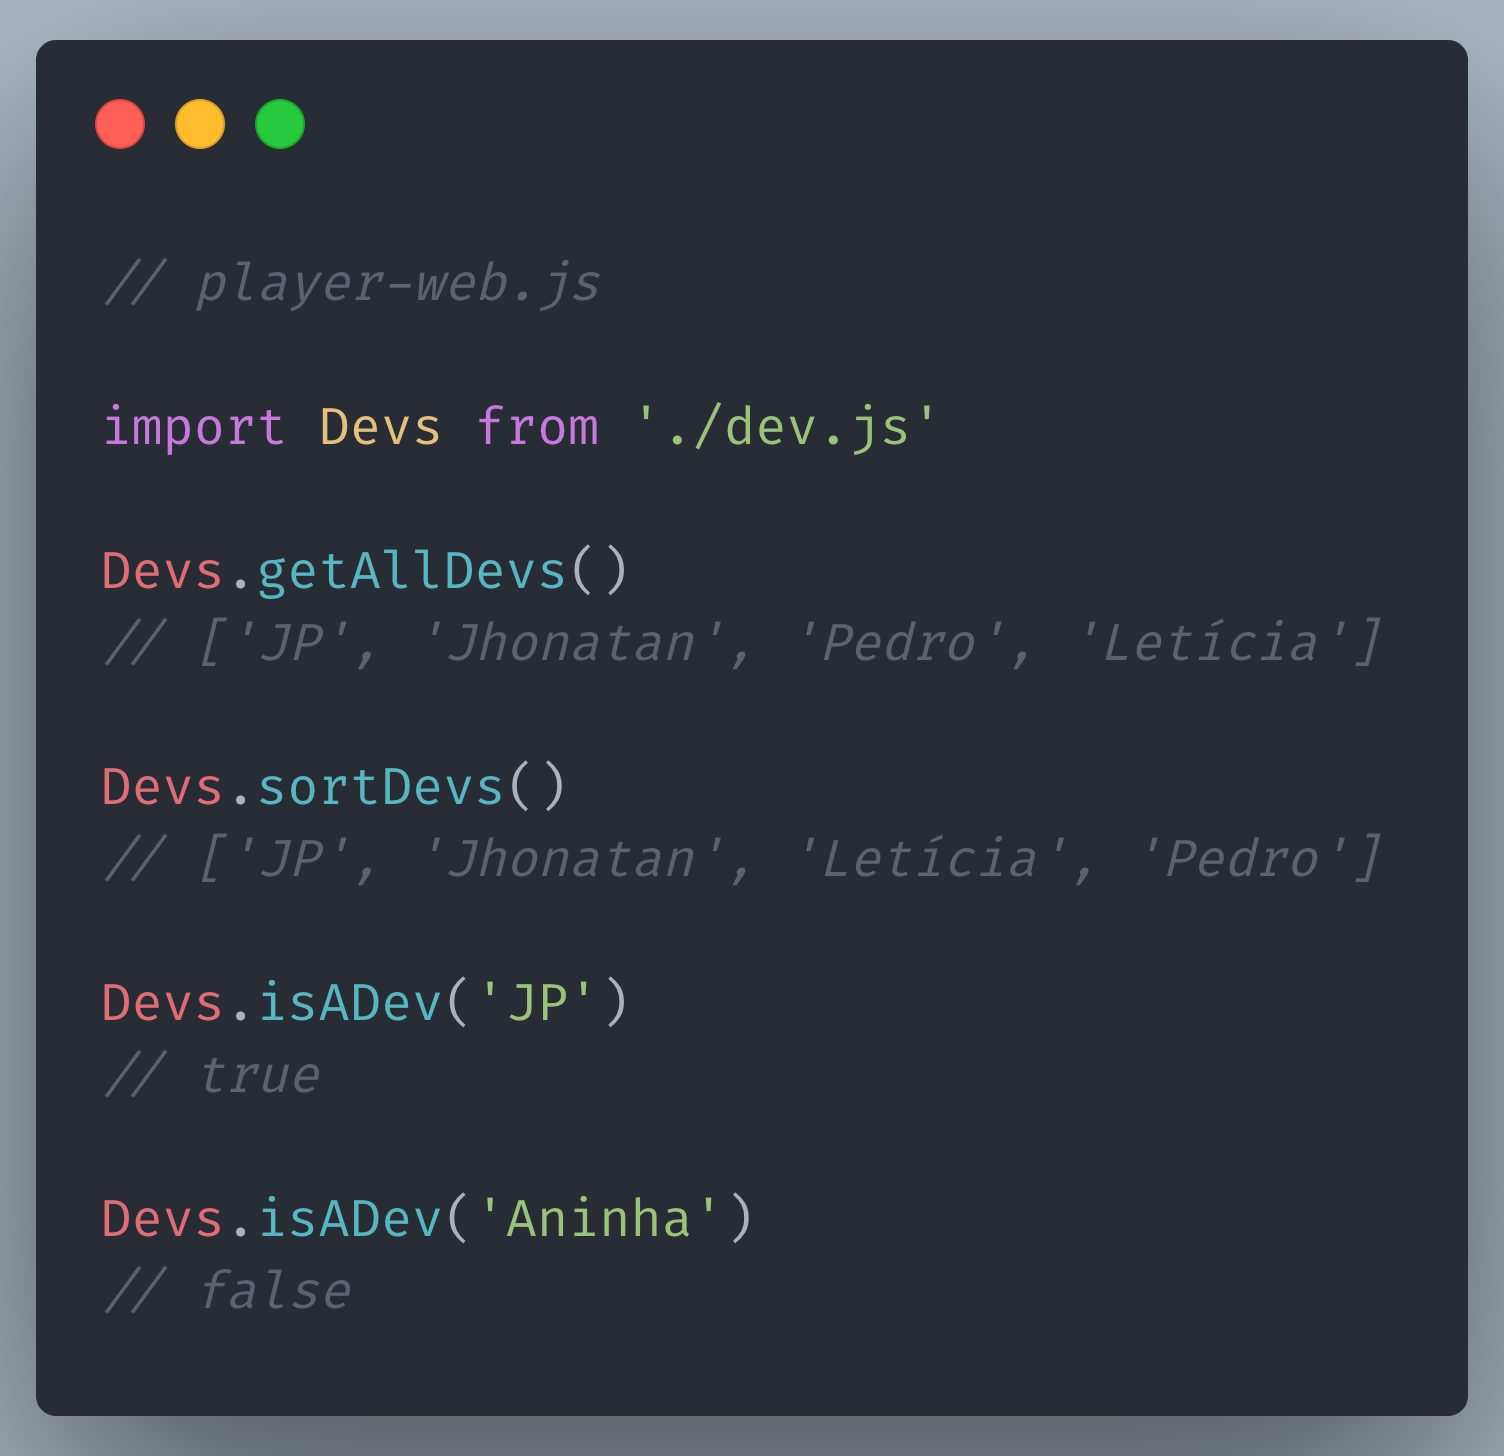 // player-web.js
import Devs from './dev.js'
Devs.getAllDevs()
// ['JP', 'Jhonatan', 'Pedro', 'Letícia']
Devs.sortDevs()
// ['JP', 'Jhonatan', 'Letícia', 'Pedro']
Devs.isADev('JP')
// true
Devs.isADev('Aninha')
// false